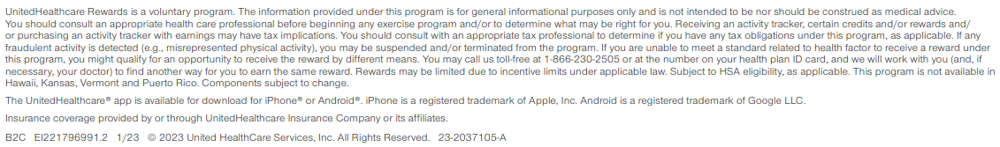 UnitedHealthcare Rewards is a voluntary program. The information provided under this program is for general informational purposes only and is not intended to be nor should be construed as medical advice.
You should consult an appropriate health care professional before beginning any exercise program and/or to determine what may be right for you. Receiving an activity tracker, certain credits and/or rewards and/
or purchasing an activity tracker with earnings may have tax implications. You should consult with an appropriate tax professional to determine if you have any tax obligations under this program, as applicable. If any
fraudulent activity is detected (e.g., misrepresented physical activity), you may be suspended and/or terminated from the program. If you are unable to meet a standard related to health factor to receive a reward under
this program, you might qualify for an opportunity to receive the reward by different means. You may call us toll-free at 1-866-230-2505 or at the number on your health plan ID card, and we will work with you (and, if
necessary, your doctor) to find another way for you to earn the same reward. Rewards may be limited due to incentive limits under applicable law. Subject to HSA eligibility, as applicable. This program is not available in
Hawaii, Kansas, Vermont and Puerto Rico. Components subject to change.
The UnitedHealthcare® app is available for download for iPhone® or Android®. iPhone is a registered trademark of Apple, Inc. Android is a registered trademark of Google LLC.
Insurance coverage provided by or through UnitedHealthcare Insurance Company or its affiliates.
B2C EI221796991.2 1/23 © 2023 United HealthCare Services, Inc. All Rights Reserved. 23-2037105-A